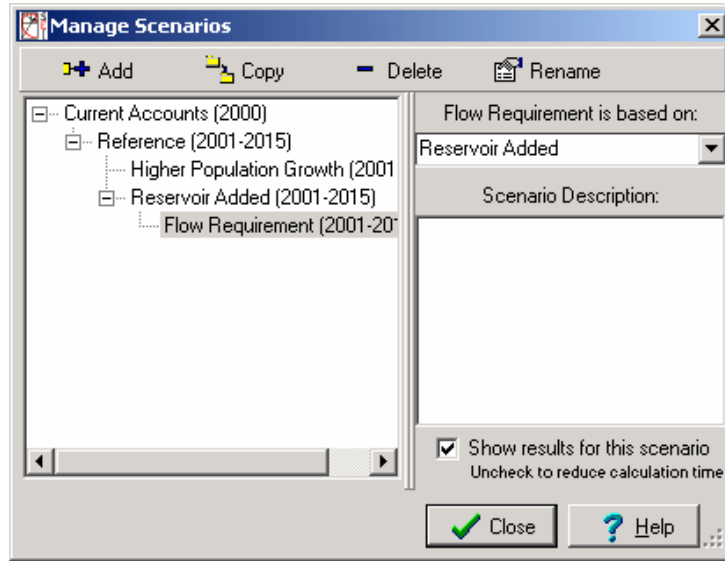 Manage Scenarios
Add Copy Delete Rename
Current Accounts (2000)
Reference (2001-2015)
Higher Population Growth (2001
Reservoir Added (2001-2015)
Flow Requirement (2001-20
Flow Requirement is based on:
Reservoir Added
Scenario Description:
Show results for this scenario
Uncheck to reduce calculation time
Close Help